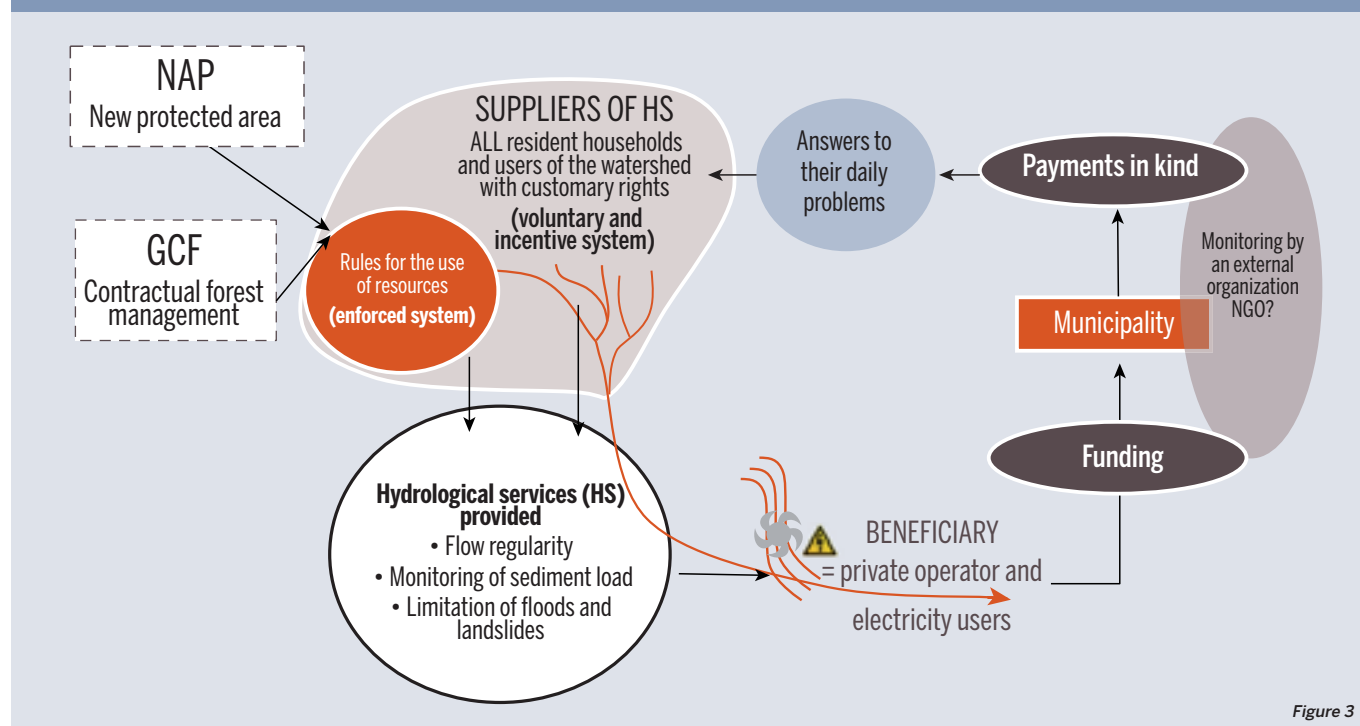 NAP
New protected area
GCF
Contractual forest
management
SUPPLIERS OF HS
ALL resident households
and users of the watershed
with customary rights
(voluntary and
incentive system)
Rules for the use
of resources
(enforced system)
Answers to
their daily
problems
Payments in kind
Monitoring by
an external
organization
NGO?
Municipality
Funding
Hydrological services (HS)
provided
• Flow regularity
• Monitoring of sediment load
• Limitation of floods and
landslides
BENEFICIARY
= private operator and
electricity users
Figure 3